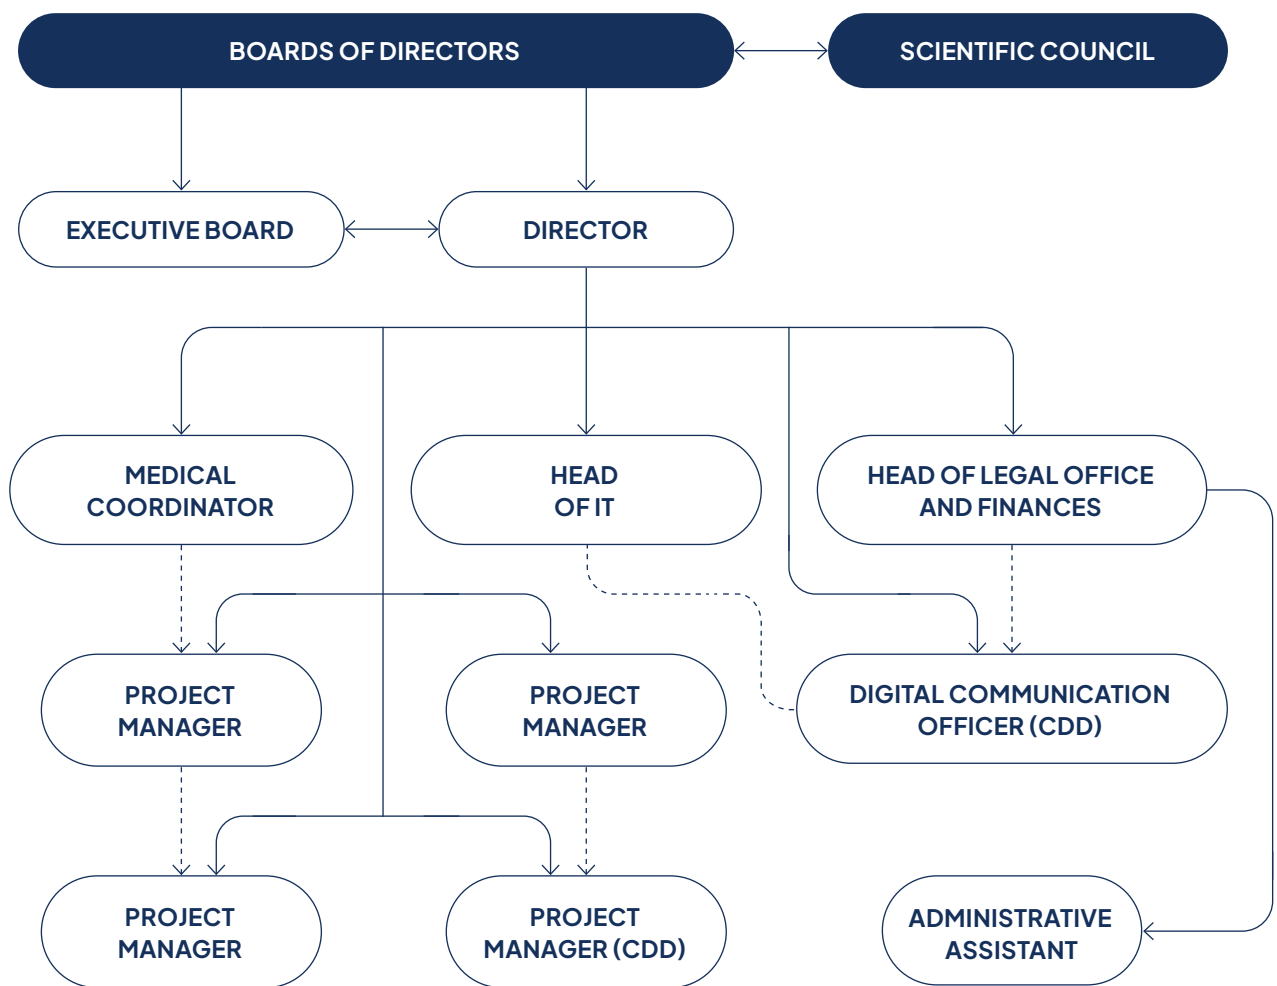 BOARDS OF DIRECTORS
SCIENTIFIC COUNCIL
EXECUTIVE BOARD
DIRECTOR
MEDICAL
COORDINATOR
HEAD
OF IT
HEAD OF LEGAL OFFICE
AND FINANCES
PROJECT
MANAGER
PROJECT
MANAGER
DIGITAL COMMUNICATION
OFFICER (CDD)
PROJECT
MANAGER
PROJECT
MANAGER (CDD)
ADMINISTRATIVE
ASSISTANT